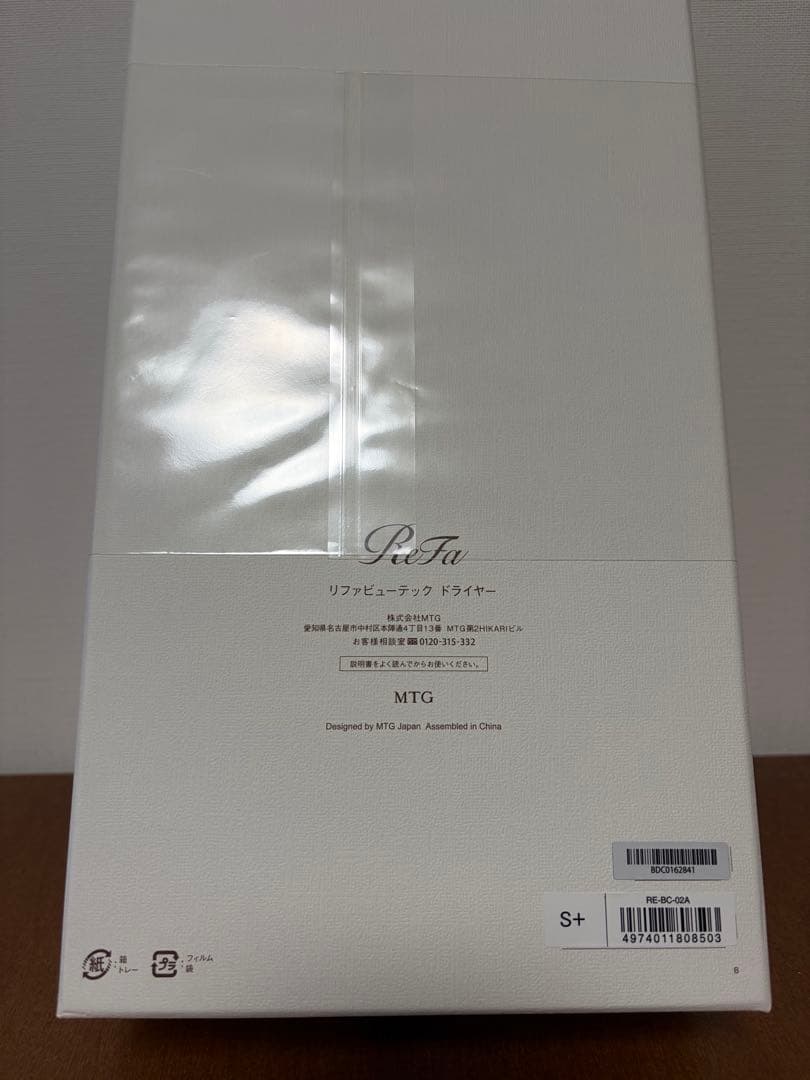 ReFa
リファビューテック ドライヤー
株式会社MTG
愛知県名古屋市中村区本陣通4丁目13番 MTG第2HIKARIビル
お客様相談室 0120-315-332
説明書をよく読んでからお使いください。
MTG
Designed by MTG Japan Assembled in China
BDC0162841
RE-BC-02A
S+
4974011808503
紙 : 箱
トレー
プラ : フィルム
袋
6